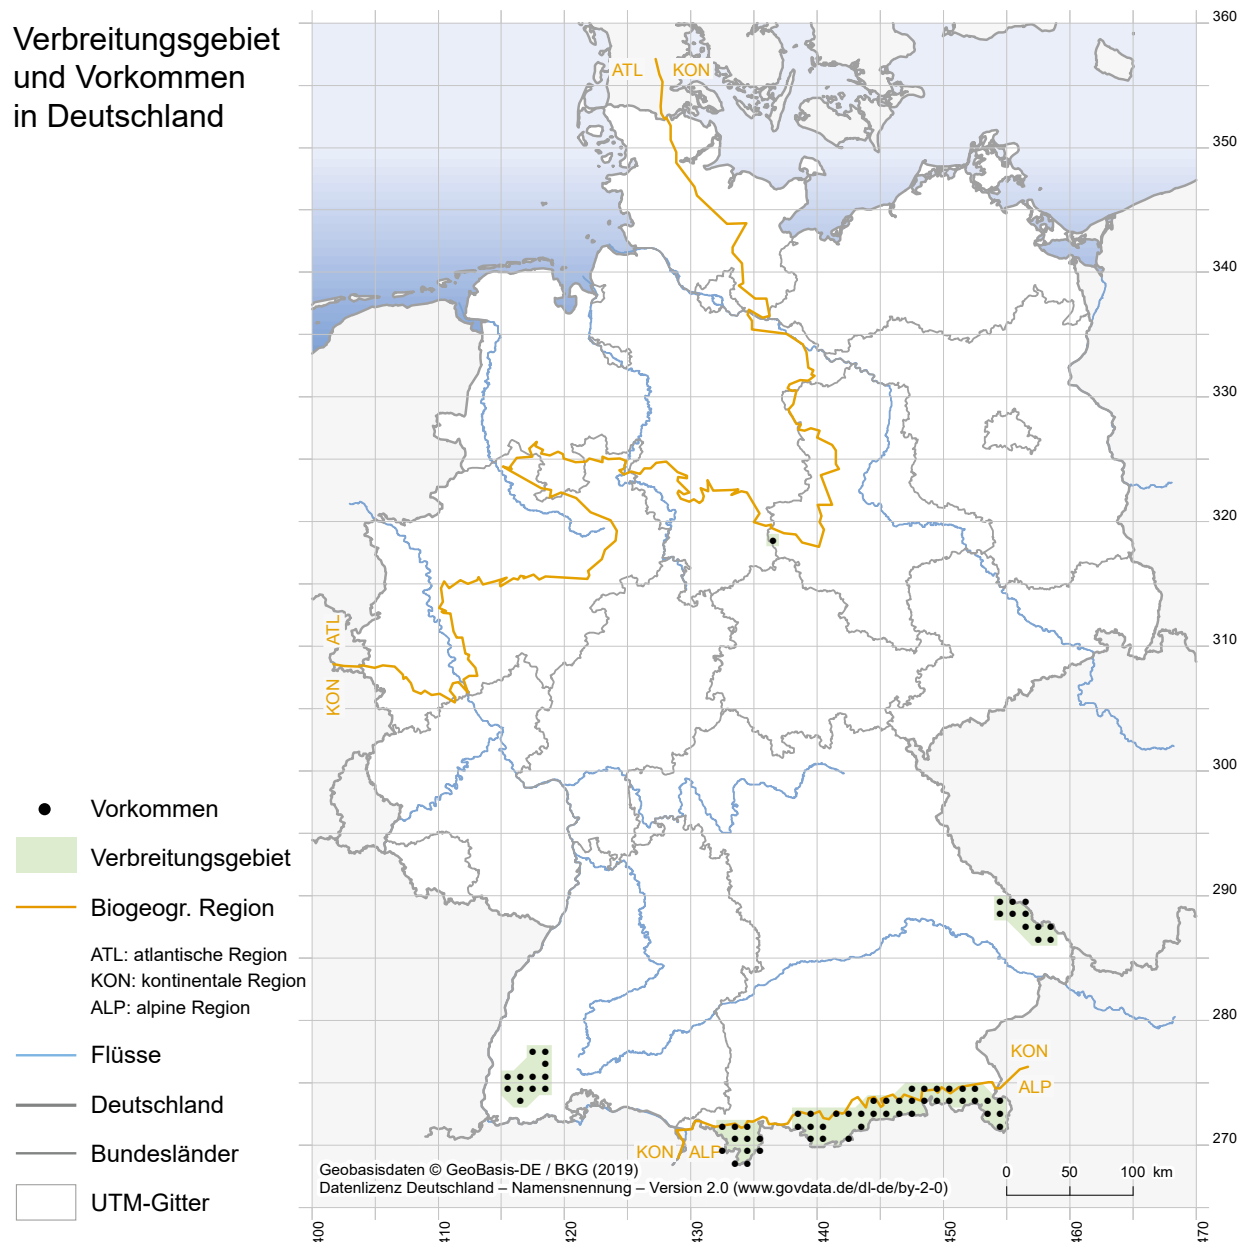 Verbreitungsgebiet
und Vorkommen
in Deutschland
ATL
KON
360
350
340
330
320
310
300
290
280
270
ATL
KON
Vorkommen
Verbreitungsgebiet
Biogeogr. Region
ATL: atlantische Region
KON: kontinentale Region
ALP: alpine Region
Flüsse
Deutschland
Bundesländer
UTM-Gitter
KON
ALP
KON
ALP
Geobasisdaten © GeoBasis-DE / BKG (2019)
Datenlizenz Deutschland – Namensnennung – Version 2.0 (www.govdata.de/dl-de/by-2-0)
0 50 100 km
400 410 420 430 440 450 460 470